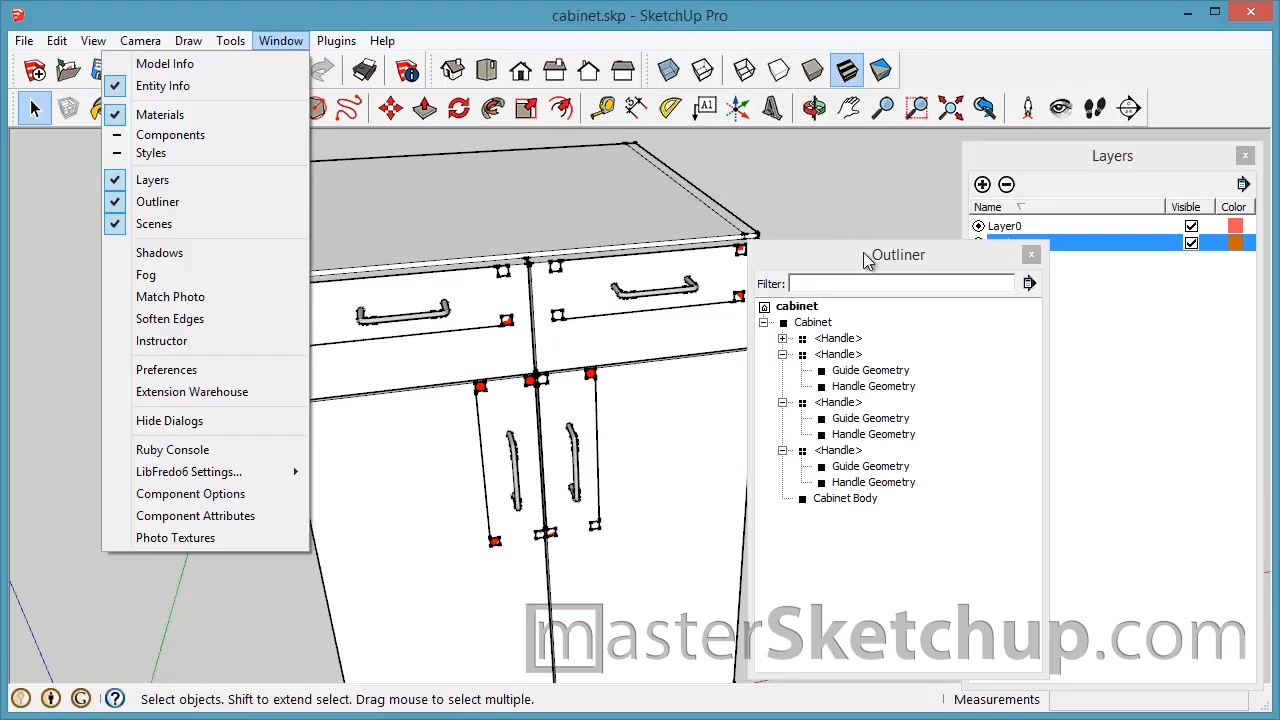 cabinet.skp - SketchUp Pro
File Edit View Camera Draw Tools Window Plugins Help
Model Info
Entity Info
Materials
Components
Styles
Layers
Outliner
Scenes
Shadows
Fog
Match Photo
Soften Edges
Instructor
Preferences
Extension Warehouse
Hide Dialogs
Ruby Console
LibFredo6 Settings...
Component Options
Component Attributes
Photo Textures
A1
Layers
Name Visible Color
Layer0
Outliner
Filter:
cabinet
Cabinet
<Handle>
<Handle>
Guide Geometry
Handle Geometry
<Handle>
Guide Geometry
Handle Geometry
<Handle>
Guide Geometry
Handle Geometry
Cabinet Body
masterSketchup.com
Select objects. Shift to extend select. Drag mouse to select multiple.
Measurements